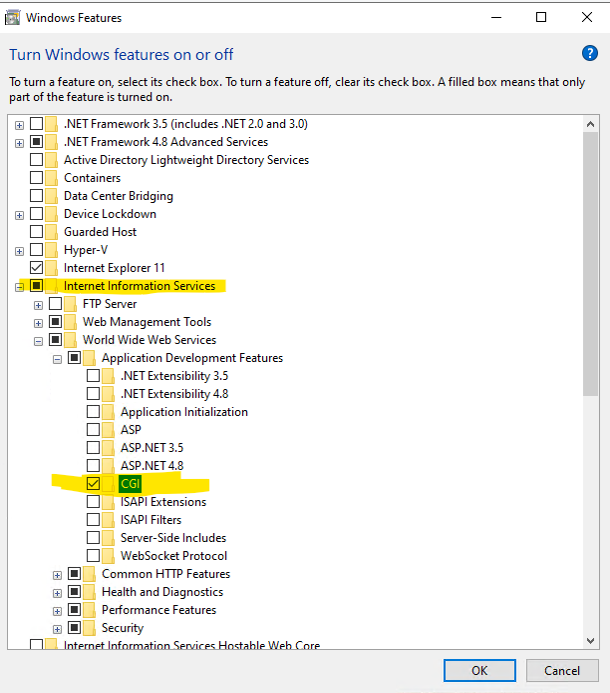 Windows Features
Turn Windows features on or off
To turn a feature on, select its check box. To turn a feature off, clear its check box. A filled box means that only
part of the feature is turned on.
.NET Framework 3.5 (includes .NET 2.0 and 3.0)
.NET Framework 4.8 Advanced Services
Active Directory Lightweight Directory Services
Containers
Data Center Bridging
Device Lockdown
Guarded Host
Hyper-V
Internet Explorer 11
Internet Information Services
FTP Server
Web Management Tools
World Wide Web Services
Application Development Features
.NET Extensibility 3.5
.NET Extensibility 4.8
Application Initialization
ASP
ASP.NET 3.5
ASP.NET 4.8
CGI
ISAPI Extensions
ISAPI Filters
Server-Side Includes
WebSocket Protocol
Common HTTP Features
Health and Diagnostics
Performance Features
Security
Internet Information Services Hostable Web Core
OK
Cancel